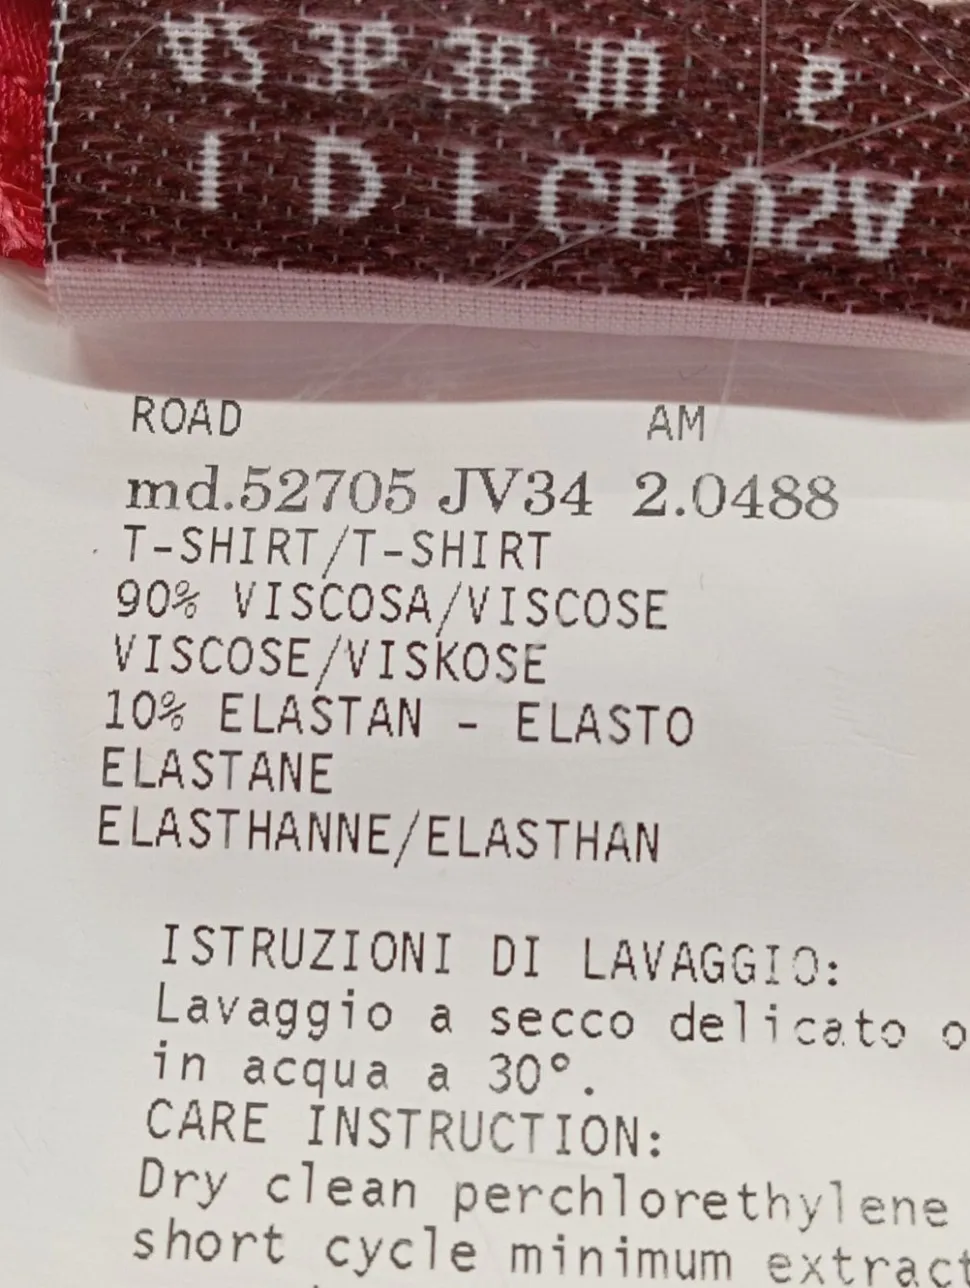 ROAD AM
md.52705 JV34 2.0488
T-SHIRT/T-SHIRT
90% VISCOSA/VISCOSE
VISCOSE/VISKOSE
10% ELASTAN - ELASTO
ELASTANE
ELASTHANNE/ELASTHAN
ISTRUZIONI DI LAVAGGIO:
Lavaggio a secco delicato o
in acqua a 30°.
CARE INSTRUCTION:
Dry clean perchlorethylene
short cycle minimum extract